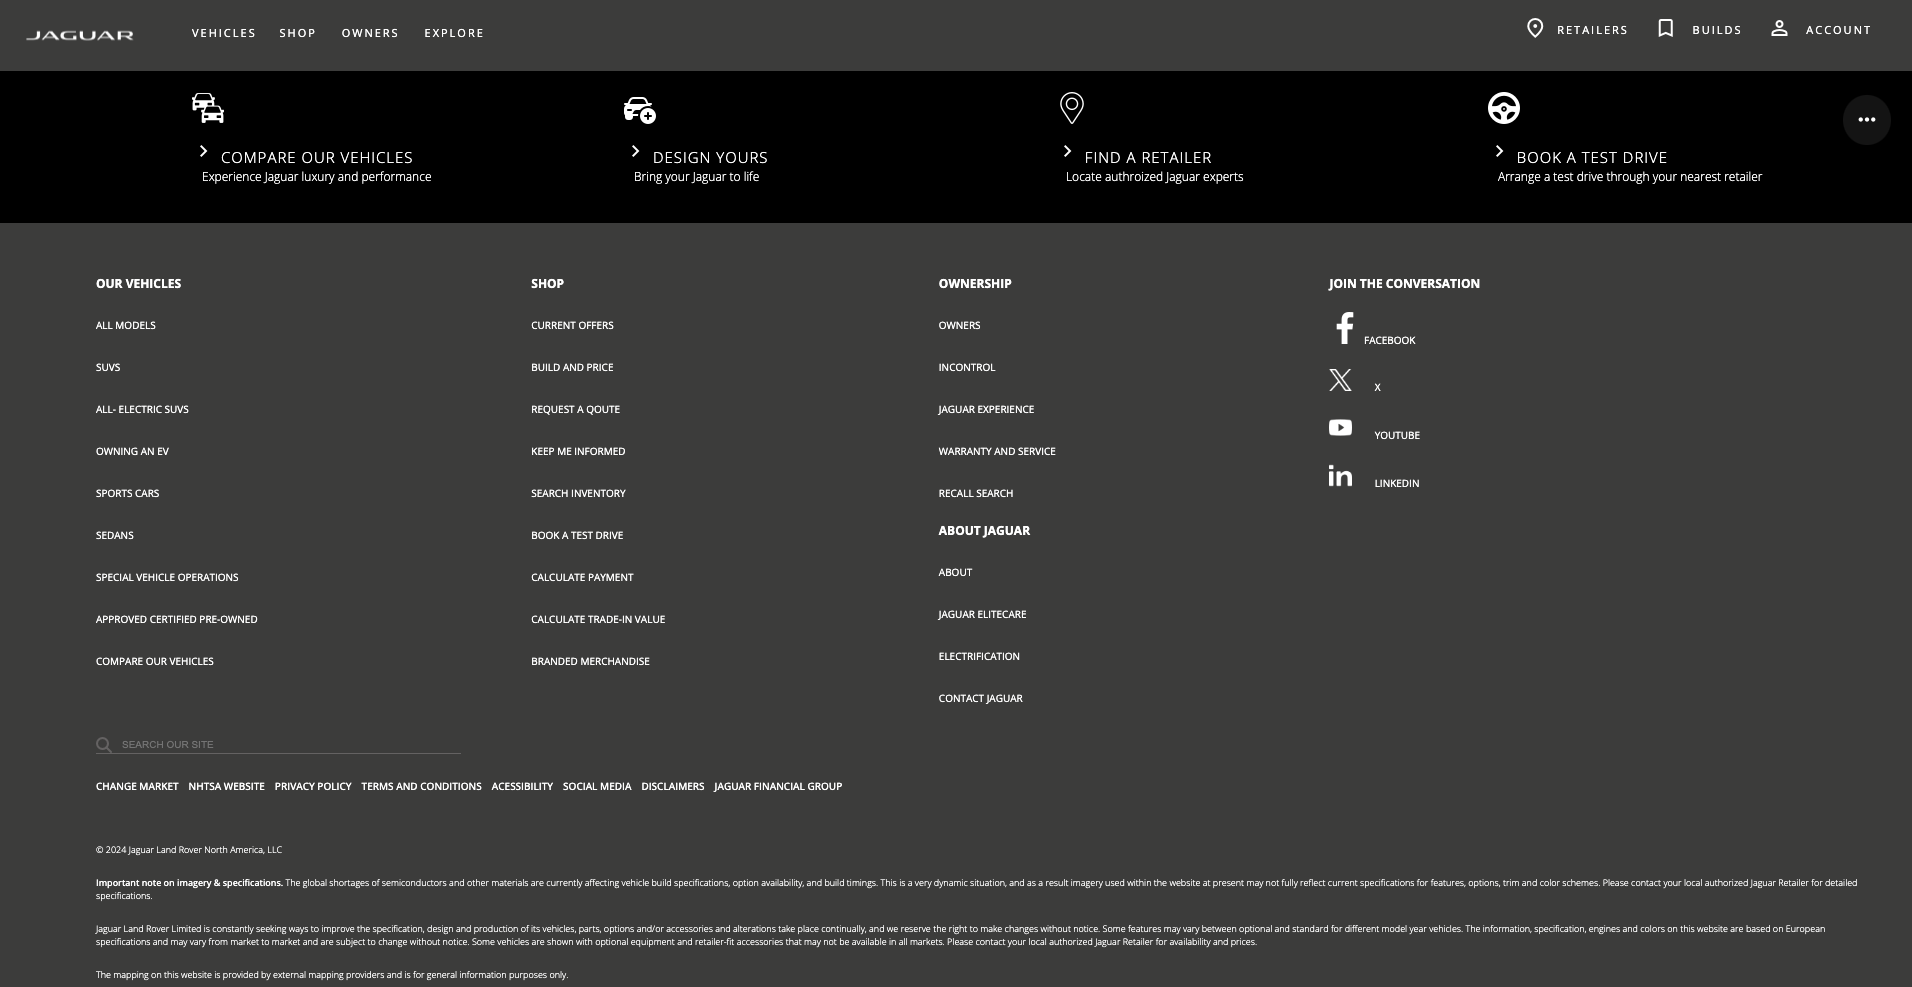 JAGUAR
VEHICLES SHOP OWNERS EXPLORE
RETAILERS BUILDS ACCOUNT
COMPARE OUR VEHICLES
Experience Jaguar luxury and performance
DESIGN YOURS
Bring your Jaguar to life
FIND A RETAILER
Locate authroized Jaguar experts
BOOK A TEST DRIVE
Arrange a test drive through your nearest retailer
OUR VEHICLES
ALL MODELS
SUVS
ALL- ELECTRIC SUVS
OWNING AN EV
SPORTS CARS
SEDANS
SPECIAL VEHICLE OPERATIONS
APPROVED CERTIFIED PRE-OWNED
COMPARE OUR VEHICLES
SHOP
CURRENT OFFERS
BUILD AND PRICE
REQUEST A QOUTE
KEEP ME INFORMED
SEARCH INVENTORY
BOOK A TEST DRIVE
CALCULATE PAYMENT
CALCULATE TRADE-IN VALUE
BRANDED MERCHANDISE
OWNERSHIP
OWNERS
INCONTROL
JAGUAR EXPERIENCE
WARRANTY AND SERVICE
RECALL SEARCH
ABOUT JAGUAR
ABOUT
JAGUAR ELITECARE
ELECTRIFICATION
CONTACT JAGUAR
JOIN THE CONVERSATION
FACEBOOK
X
YOUTUBE
LINKEDIN
SEARCH OUR SITE
CHANGE MARKET NHTSA WEBSITE PRIVACY POLICY TERMS AND CONDITIONS ACESSIBILITY SOCIAL MEDIA DISCLAIMERS JAGUAR FINANCIAL GROUP
© 2024 Jaguar Land Rover North America, LLC
Important note on imagery & specifications. The global shortages of semiconductors and other materials are currently affecting vehicle build specifications, option availability, and build timings. This is a very dynamic situation, and as a result imagery used within the website at present may not fully reflect current specifications for features, options, trim and color schemes. Please contact your local authorized Jaguar Retailer for detailed
specifications.
Jaguar Land Rover Limited is constantly seeking ways to improve the specification, design and production of its vehicles, parts, options and/or accessories and alterations take place continually, and we reserve the right to make changes without notice. Some features may vary between optional and standard for different model year vehicles. The information, specification, engines and colors on this website are based on European
specifications and may vary from market to market and are subject to change without notice. Some vehicles are shown with optional equipment and retailer-fit accessories that may not be available in all markets. Please contact your local authorized Jaguar Retailer for availability and prices.
The mapping on this website is provided by external mapping providers and is for general information purposes only.